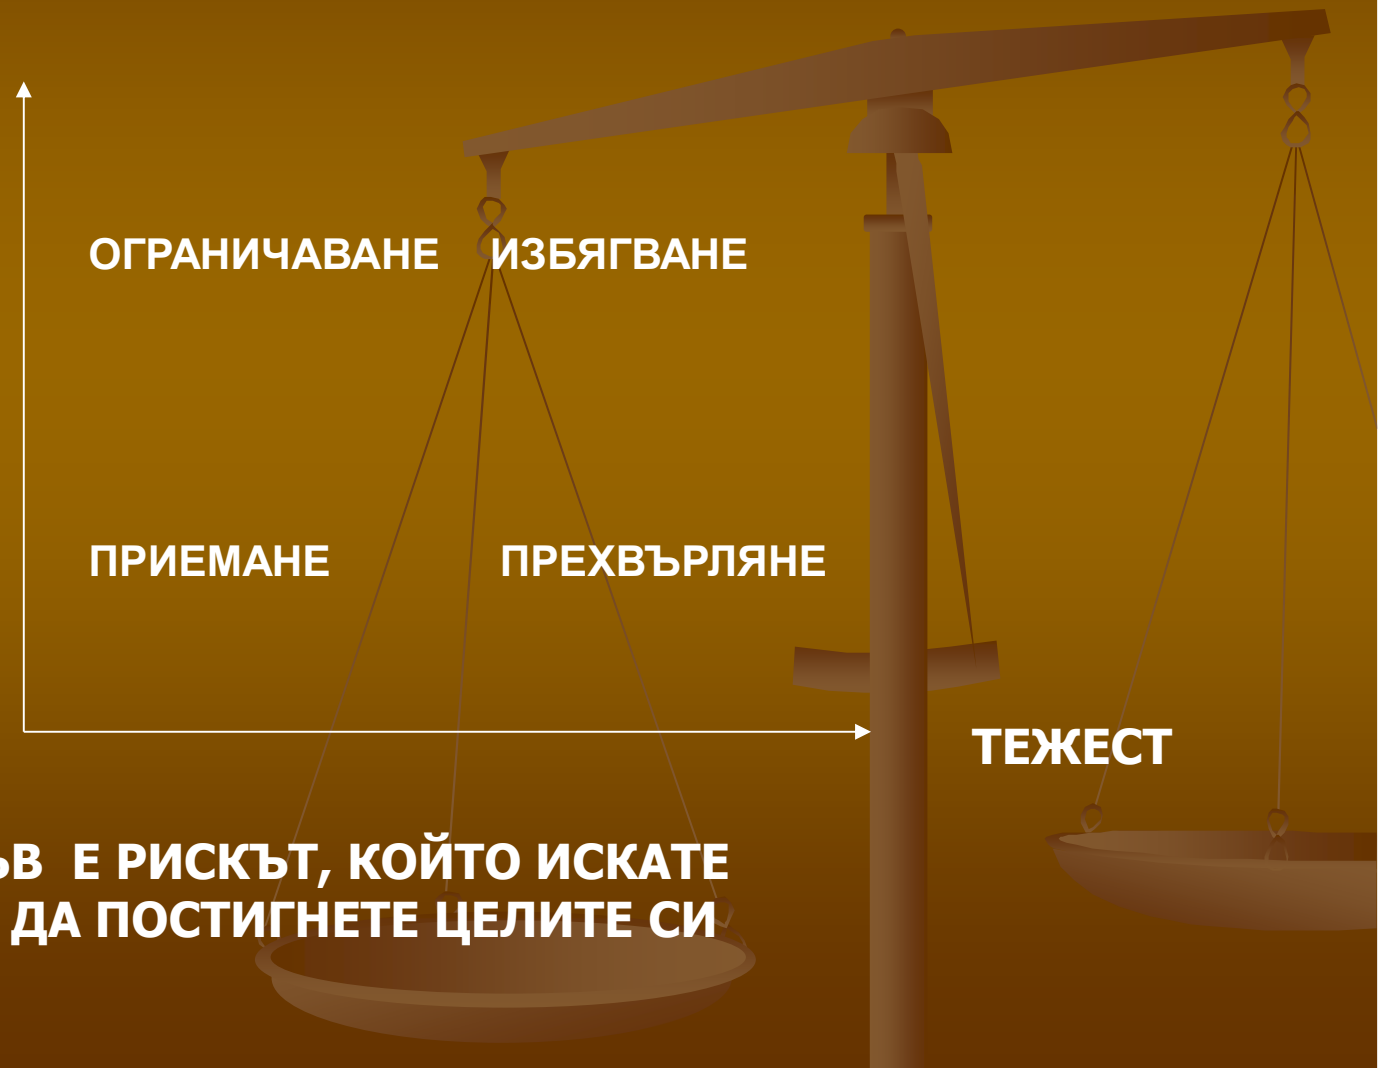 ОГРАНИЧАВАНЕ ИЗБЯГВАНЕ
ПРИЕМАНЕ ПРЕХВЪРЛЯНЕ
ТЕЖЕСТ
Е РИСКЪТ, КОЙТО ИСКАТЕ
ДА ПОСТИГНЕТЕ ЦЕЛИТЕ СИ